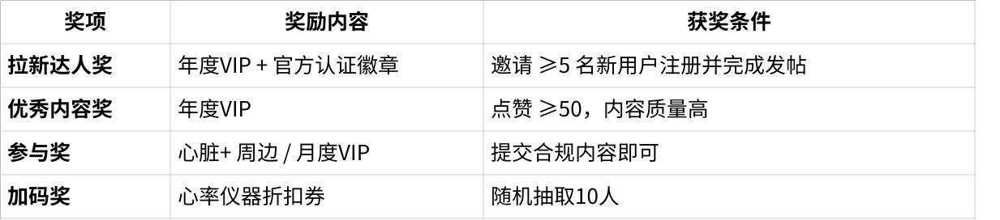 奖项 奖励内容 获奖条件
拉新达人奖 年度VIP + 官方认证徽章 邀请 ≥5 名新用户注册并完成发帖
优秀内容奖 年度VIP 点赞 ≥50，内容质量高
参与奖 心脏+ 周边 / 月度VIP 提交合规内容即可
加码奖 心率仪器折扣券 随机抽取10人